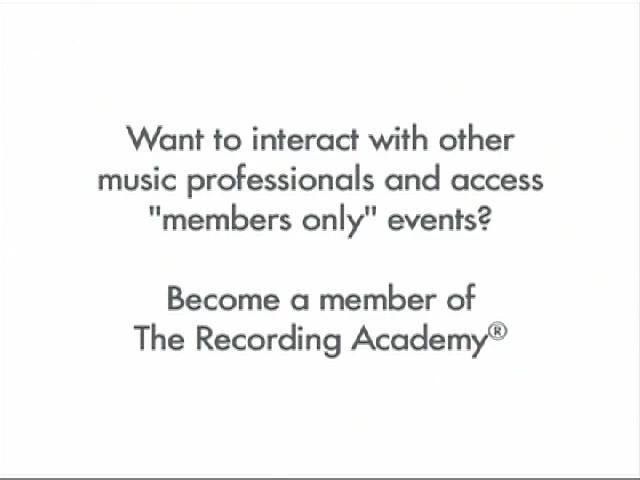 Want to interact with other
music professionals and access
"members only" events?
Become a member of
The Recording Academy®